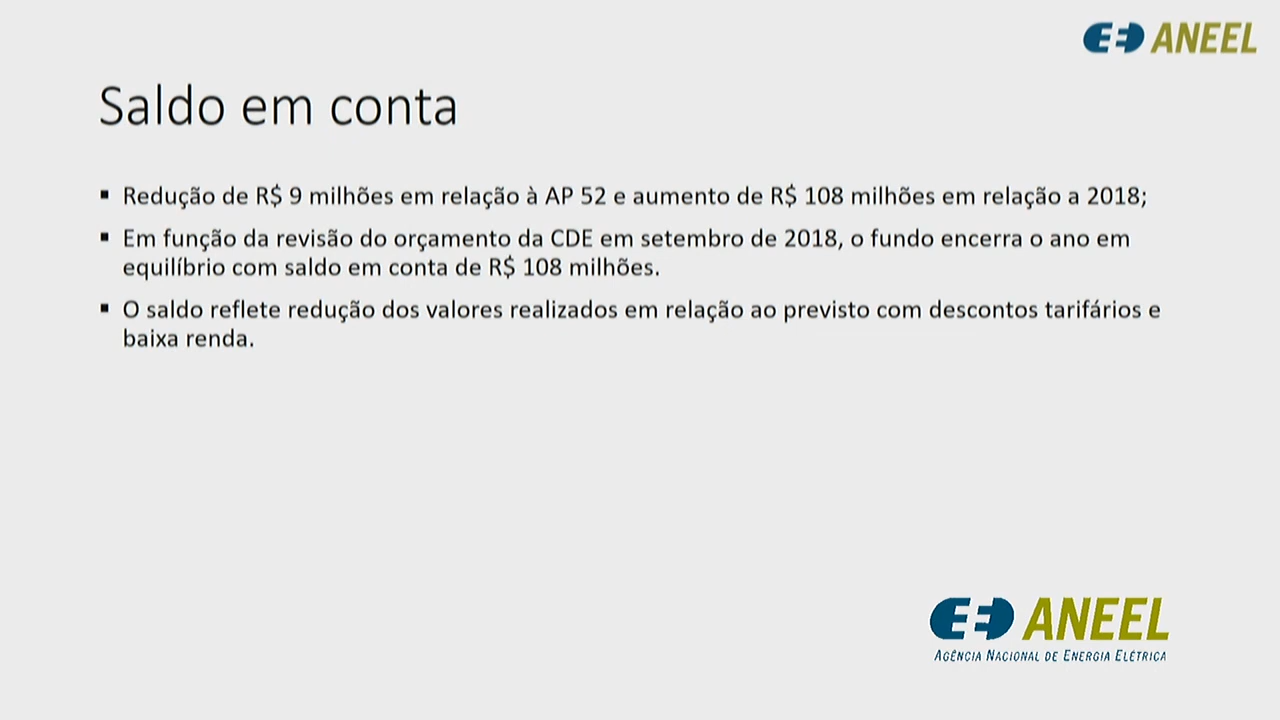 ANEEL
Saldo em conta
▪ Redução de R$ 9 milhões em relação à AP 52 e aumento de R$ 108 milhões em relação a 2018;
▪ Em função da revisão do orçamento da CDE em setembro de 2018, o fundo encerra o ano em
equilíbrio com saldo em conta de R$ 108 milhões.
▪ O saldo reflete redução dos valores realizados em relação ao previsto com descontos tarifários e
baixa renda.
ANEEL
AGÊNCIA NACIONAL DE ENERGIA ELÉTRICA